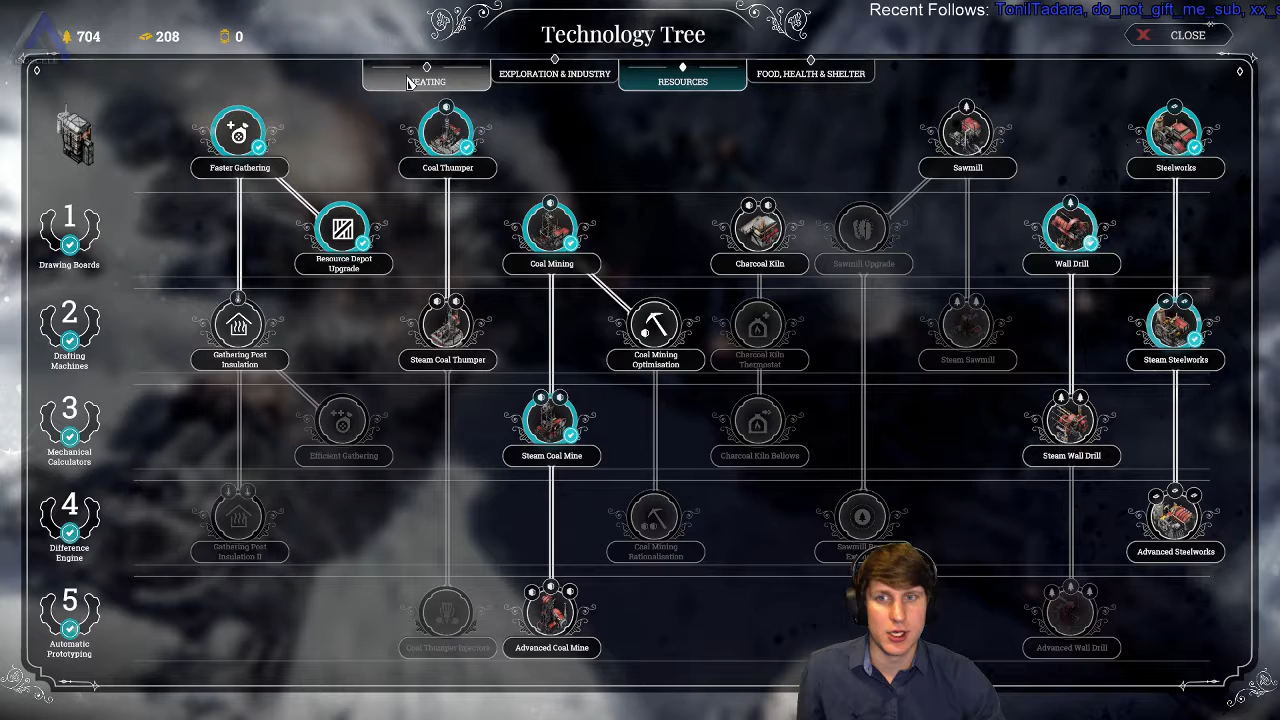 Recent Follows: ToniTadara, do_not_gift_me_sub, xx_s
704
208
0
Technology Tree
CLOSE
HEATING
EXPLORATION & INDUSTRY
RESOURCES
FOOD, HEALTH & SHELTER
Faster Gathering
Coal Thumper
Sawmill
Steelworks
1
Drawing Boards
Resource Depot
Upgrade
Coal Mining
Charcoal Kiln
Sawmill Upgrade
Wall Drill
2
Drafting
Machines
Gathering Post
Insulation
Steam Coal Thumper
Coal Mining
Optimisation
Charcoal Kiln
Thermostat
Steam Sawmill
Steam Steelworks
3
Mechanical
Calculators
Efficient Gathering
Steam Coal Mine
Charcoal Kiln Bellows
Steam Wall Drill
4
Difference
Engine
Gathering Post
Insulation II
Coal Mining
Rationalisation
Sawmill
Advanced Steelworks
5
Automatic
Prototyping
Coal Thumper Injectors
Advanced Coal Mine
Advanced Wall Drill